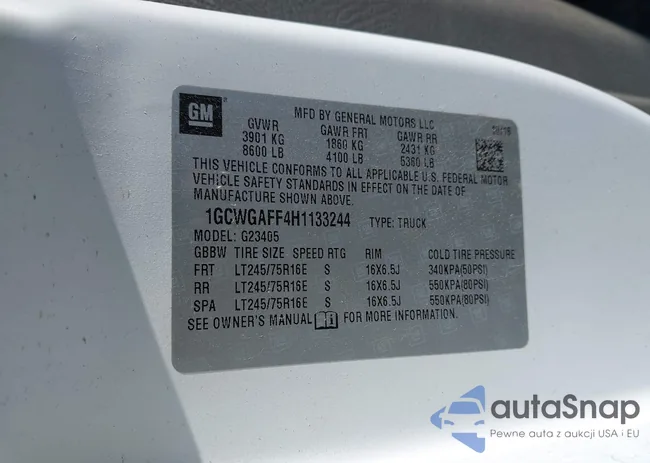 GM
MFD BY GENERAL MOTORS LLC
GVWR GAWR FRT GAWR RR
3901 KG 1860 KG 2431 KG
8600 LB 4100 LB 5360 LB
THIS VEHICLE CONFORMS TO ALL APPLICABLE U.S. FEDERAL MOTOR
VEHICLE SAFETY STANDARDS IN EFFECT ON THE DATE OF
MANUFACTURE SHOWN ABOVE.
1GCWGAFF4H1133244 TYPE: TRUCK
MODEL: G23405
GBBW TIRE SIZE SPEED RTG RIM COLD TIRE PRESSURE
FRT LT245/75R16E S 16X6.5J 340KPA(50PSI)
RR LT245/75R16E S 16X6.5J 550KPA(80PSI)
SPA LT245/75R16E S 16X6.5J 550KPA(80PSI)
SEE OWNER'S MANUAL FOR MORE INFORMATION.
autoSnap
Pewne auta z aukcji USA i EU